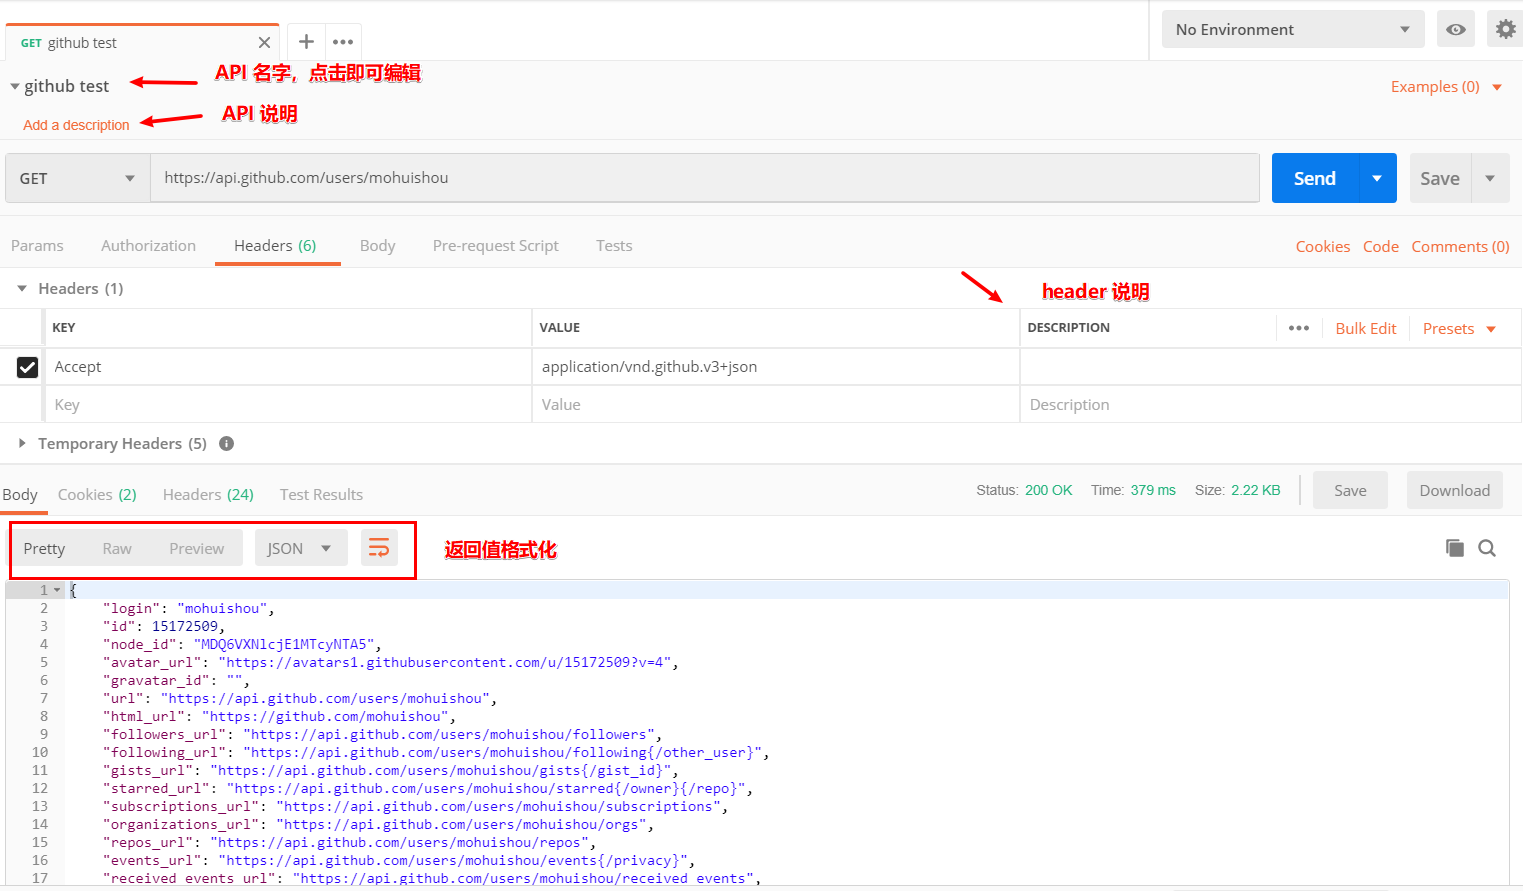 GET github test
No Environment
github test
API 名字，点击即可编辑
Examples (0)
Add a description
API 说明
GET
https://api.github.com/users/mohuishou
Send
Save
Params Authorization Headers (6) Body Pre-request Script Tests Cookies Code Comments (0)
Headers (1)
header 说明
KEY VALUE DESCRIPTION Bulk Edit Presets
Accept application/vnd.github.v3+json
Key Value Description
Temporary Headers (5)
Body Cookies (2) Headers (24) Test Results Status: 200 OK Time: 379 ms Size: 2.22 KB Save Download
Pretty Raw Preview JSON
返回值格式化
1 {
2 "login": "mohuishou",
3 "id": 15172509,
4 "node_id": "MDQ6VXNlcjE1MTcyNTA5",
5 "avatar_url": "https://avatars1.githubusercontent.com/u/15172509?v=4",
6 "gravatar_id": "",
7 "url": "https://api.github.com/users/mohuishou",
8 "html_url": "https://github.com/mohuishou",
9 "followers_url": "https://api.github.com/users/mohuishou/followers",
10 "following_url": "https://api.github.com/users/mohuishou/following{/other_user}",
11 "gists_url": "https://api.github.com/users/mohuishou/gists{/gist_id}",
12 "starred_url": "https://api.github.com/users/mohuishou/starred{/owner}{/repo}",
13 "subscriptions_url": "https://api.github.com/users/mohuishou/subscriptions",
14 "organizations_url": "https://api.github.com/users/mohuishou/orgs",
15 "repos_url": "https://api.github.com/users/mohuishou/repos",
16 "events_url": "https://api.github.com/users/mohuishou/events{/privacy}",
17 "received_events_url": "https://api.github.com/users/mohuishou/received_events",